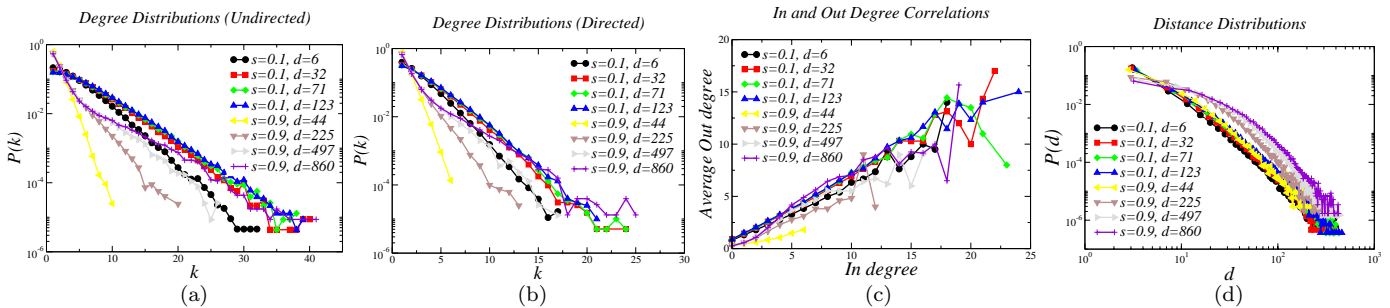 Degree Distributions (Undirected)
10^0
10^-2
10^-4
10^-6
P(k)
s=0.1, d=6
s=0.1, d=32
s=0.1, d=71
s=0.1, d=123
s=0.9, d=44
s=0.9, d=225
s=0.9, d=497
s=0.9, d=860
0 10 20 30 40
k
(a)
Degree Distributions (Directed)
10^0
10^-2
10^-4
10^-6
P(k)
s=0.1, d=6
s=0.1, d=32
s=0.1, d=71
s=0.1, d=123
s=0.9, d=44
s=0.9, d=225
s=0.9, d=497
s=0.9, d=860
0 5 10 15 20 25 30
k
(b)
In and Out Degree Correlations
20
15
10
5
0
Average Out degree
s=0.1, d=6
s=0.1, d=32
s=0.1, d=71
s=0.1, d=123
s=0.9, d=44
s=0.9, d=225
s=0.9, d=497
s=0.9, d=860
0 5 10 15 20 25
In degree
(c)
Distance Distributions
10^0
10^-2
10^-4
10^-6
P(d)
s=0.1, d=6
s=0.1, d=32
s=0.1, d=71
s=0.1, d=123
s=0.9, d=44
s=0.9, d=225
s=0.9, d=497
s=0.9, d=860
10^0 10^1 10^2 10^3
d
(d)